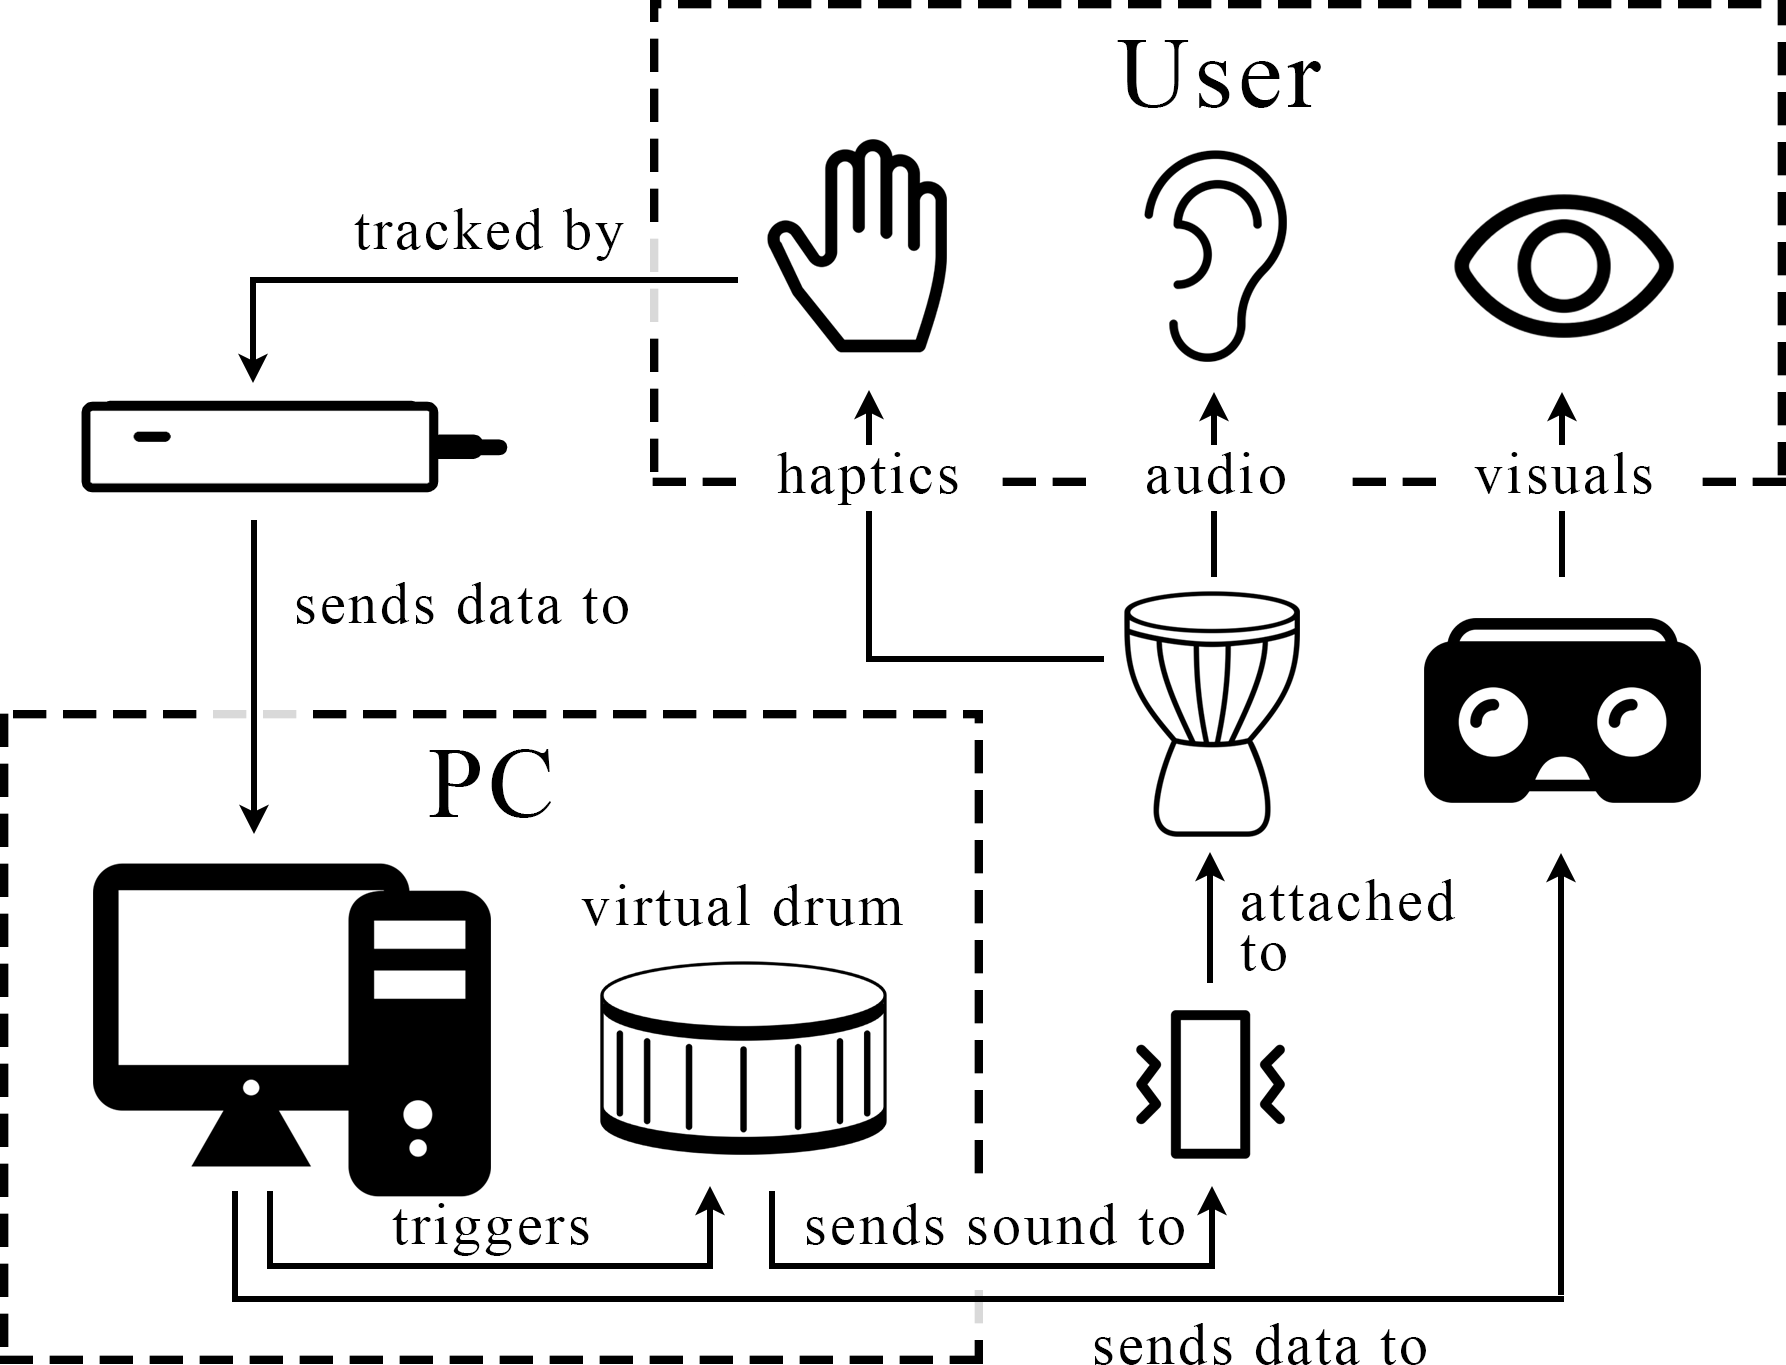 User
tracked by
haptics
audio
visuals
sends data to
PC
virtual drum
attached
to
triggers
sends sound to
sends data to